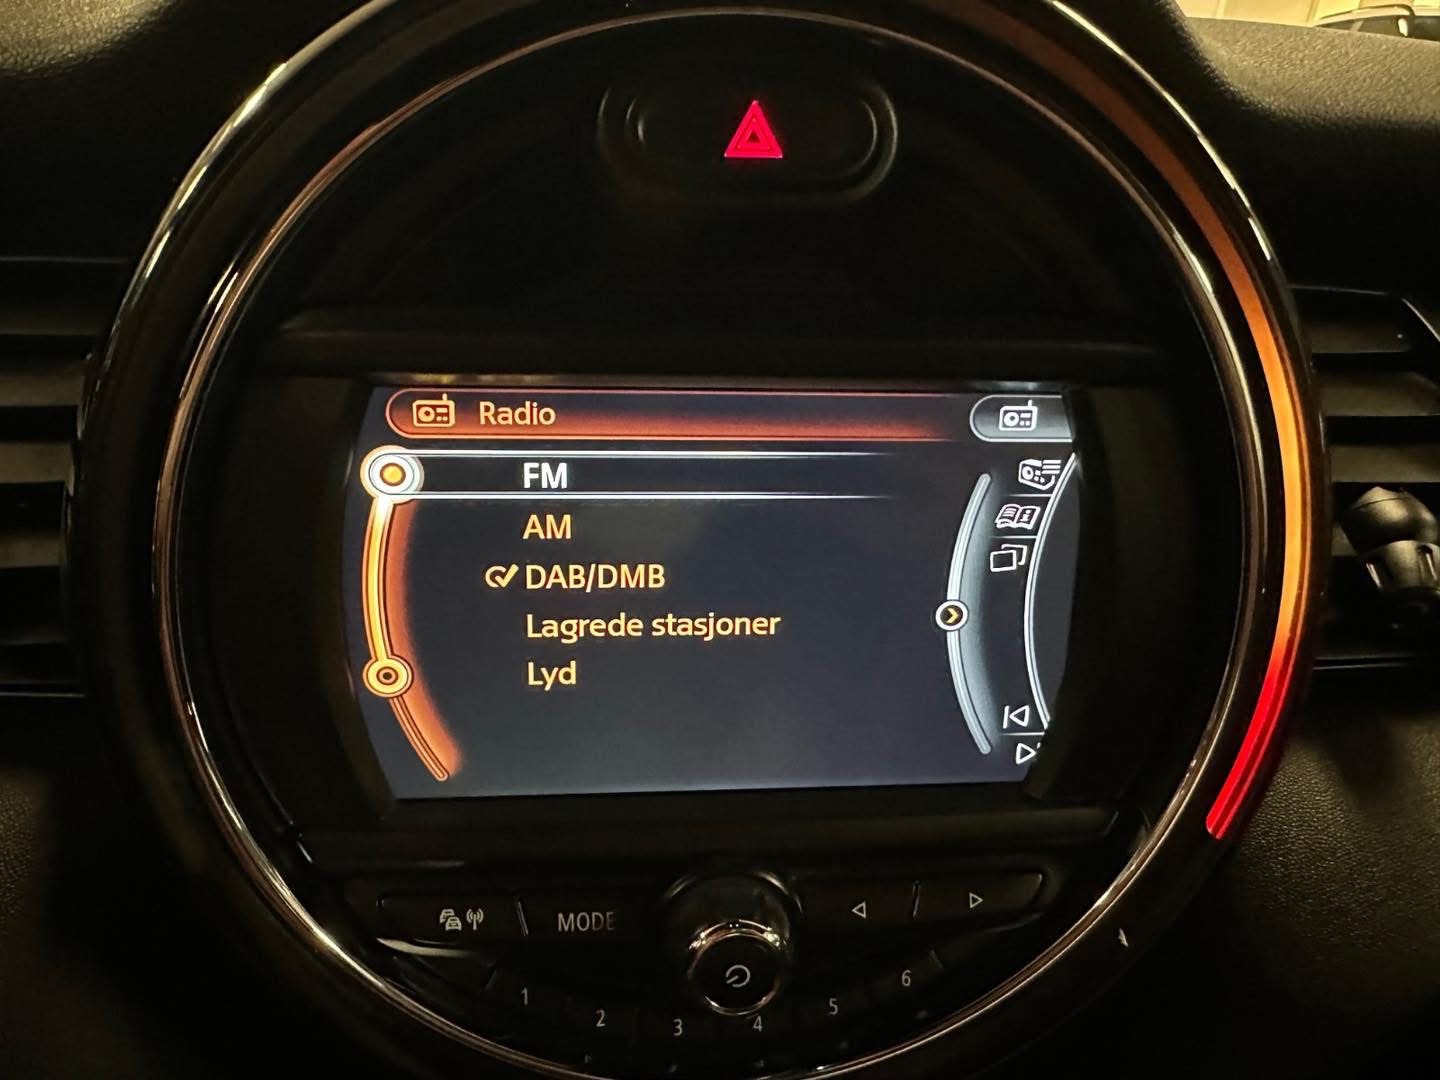 Radio
FM
AM
DAB/DMB
Lagrede stasjoner
Lyd
MODE
1 2 3 4 5 6